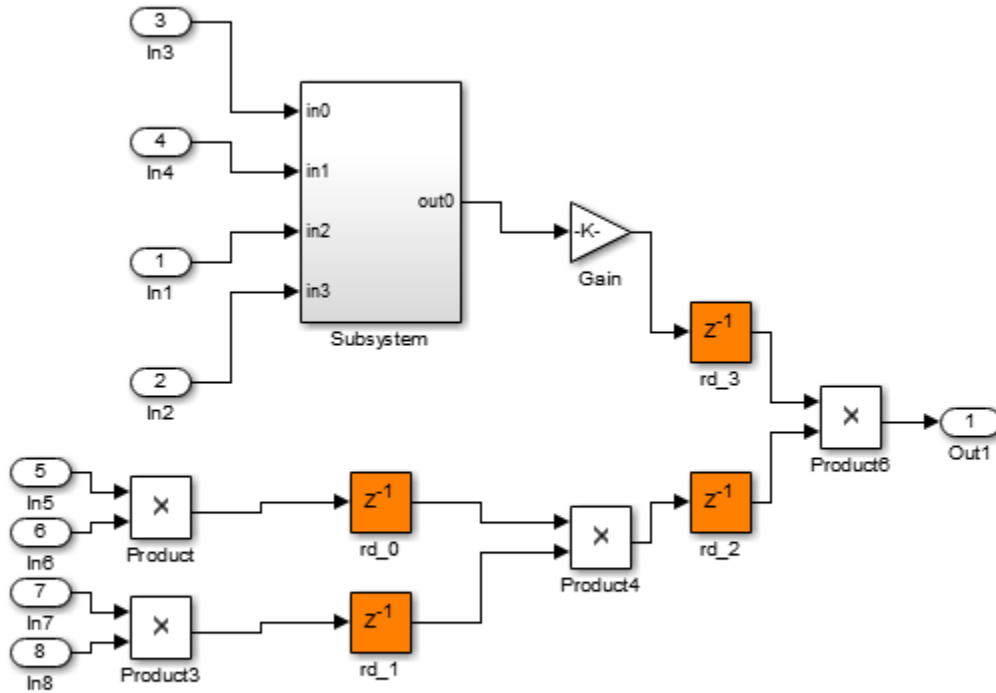 3
In3
in0
4
In4
in1
out0
in2
-K-
1
In1
Gain
in3
Subsystem
z-1
rd_3
2
In2
×
Product6
1
Out1
5
In5
6
In6
×
Product
z-1
rd_0
×
Product4
z-1
rd_2
7
In7
8
In8
×
Product3
z-1
rd_1